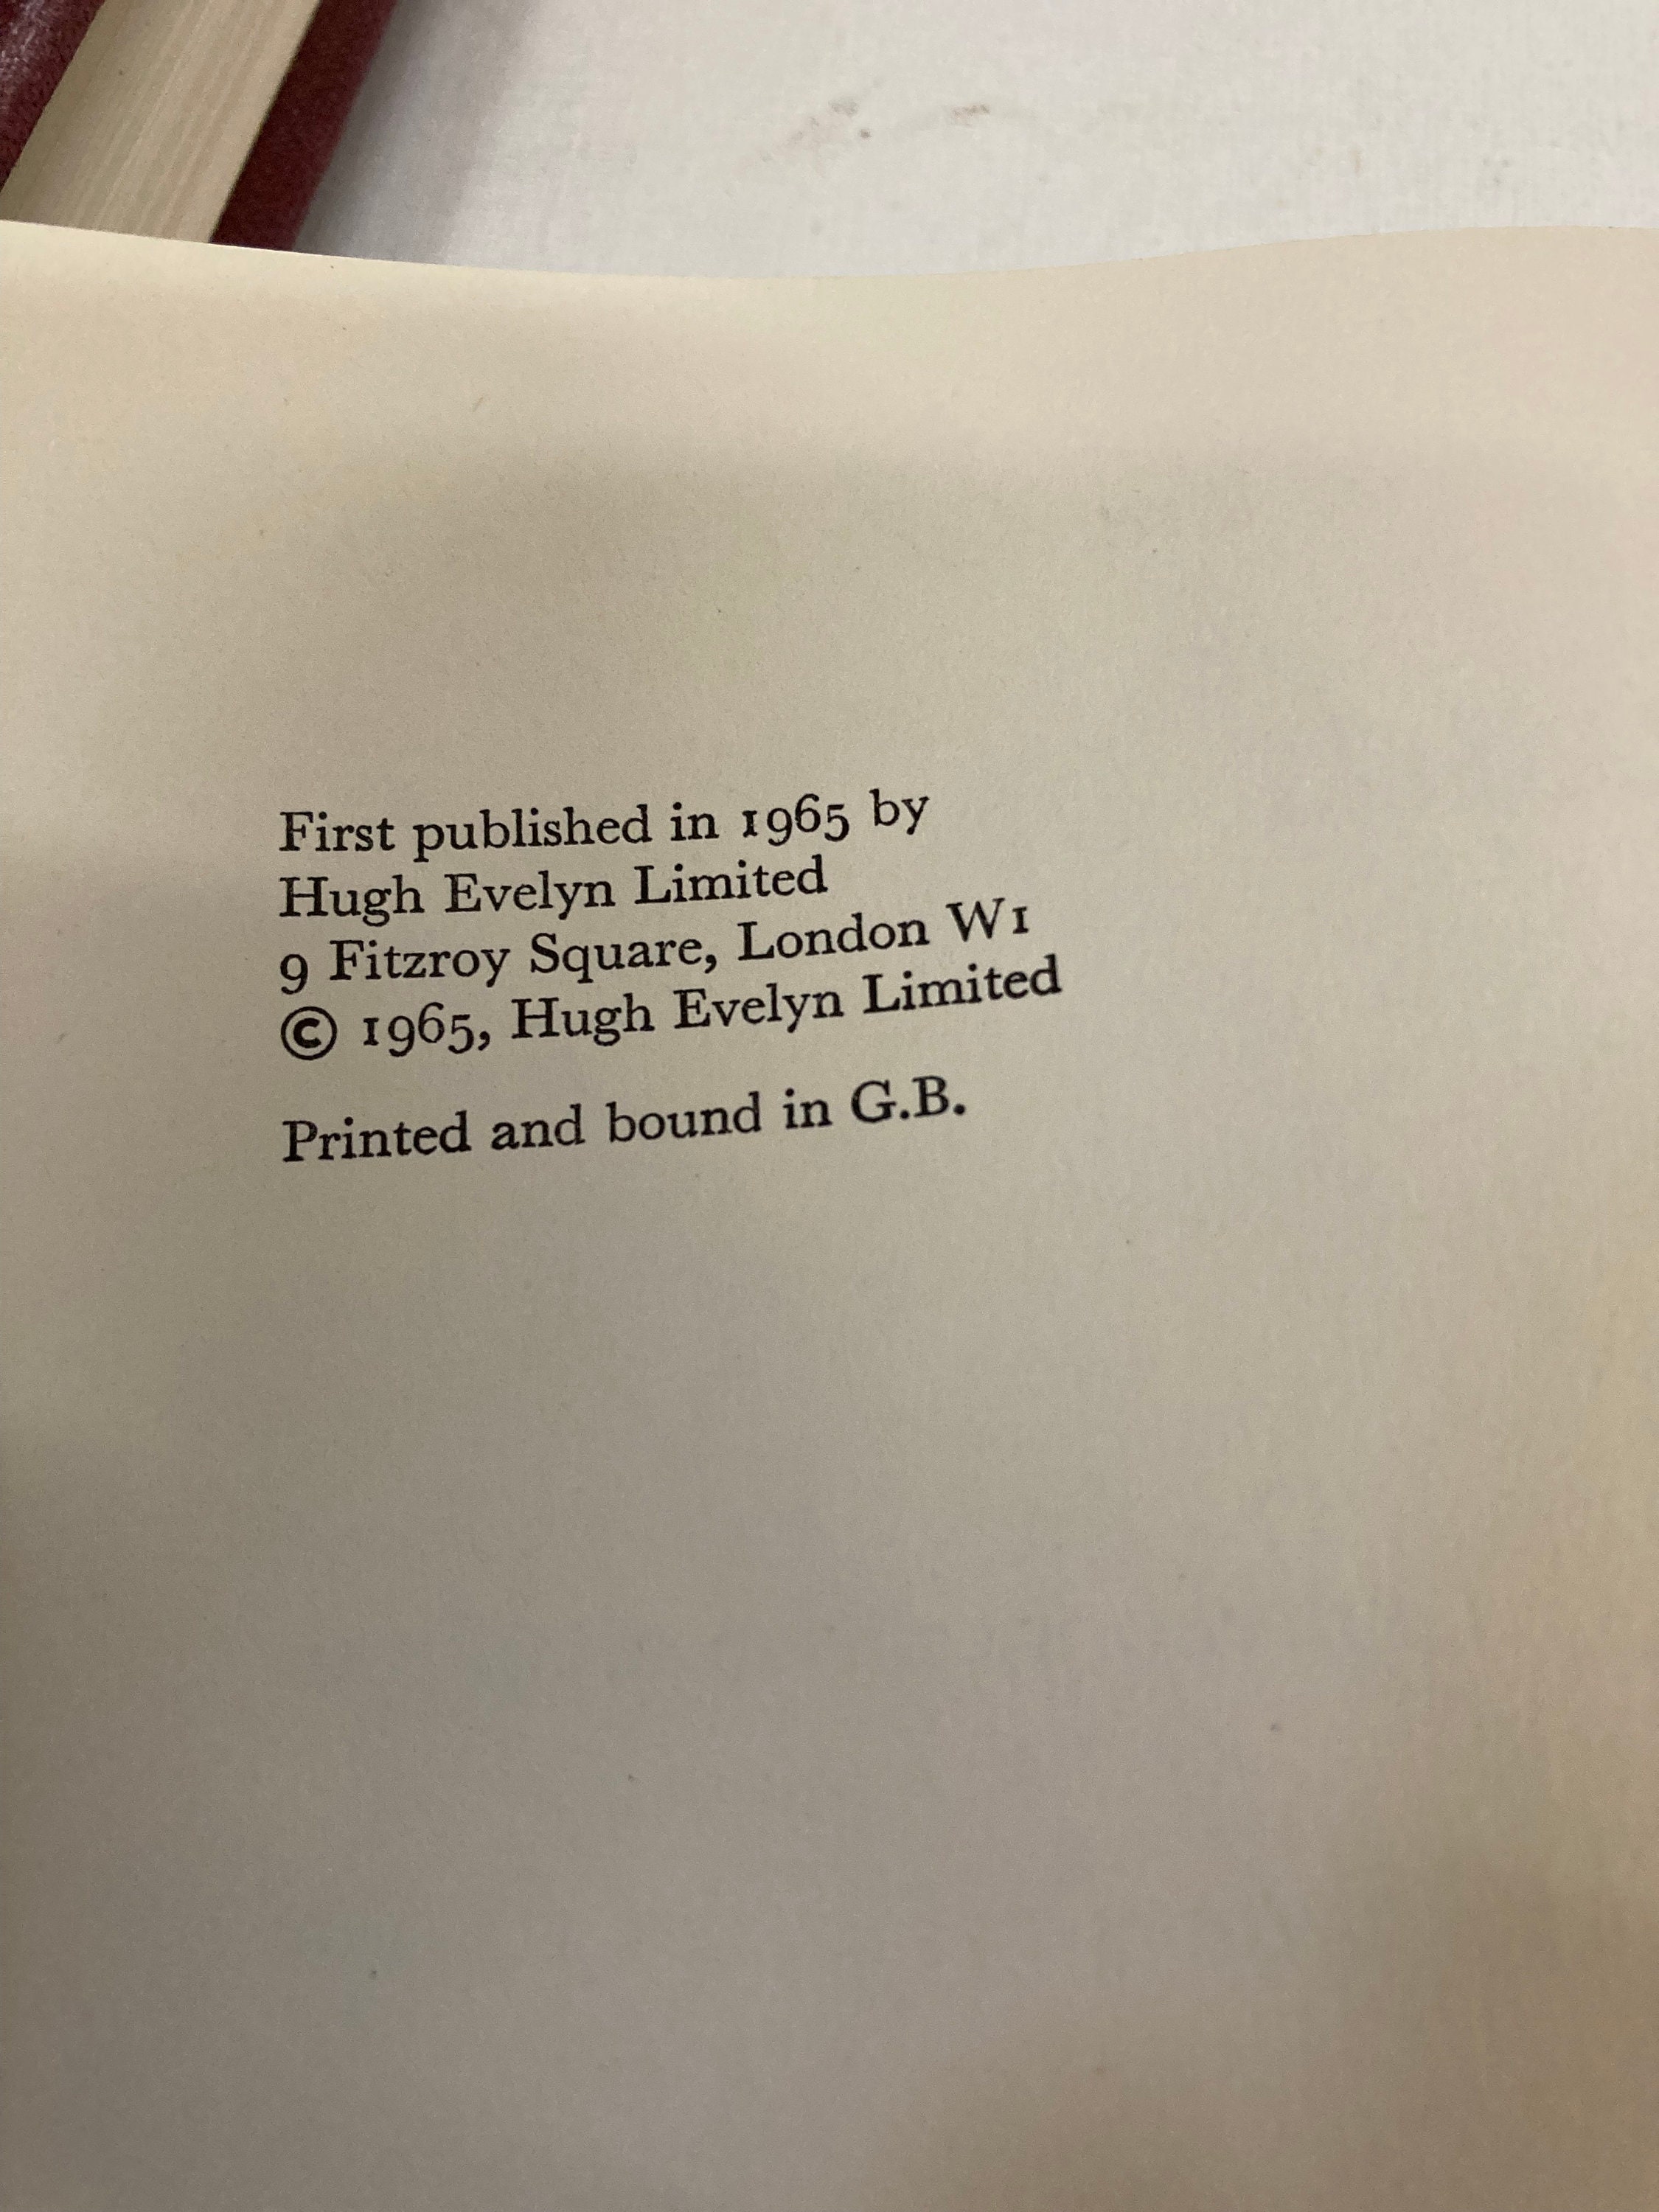 First published in 1965 by
Hugh Evelyn Limited
9 Fitzroy Square, London W1
© 1965, Hugh Evelyn Limited
Printed and bound in G.B.